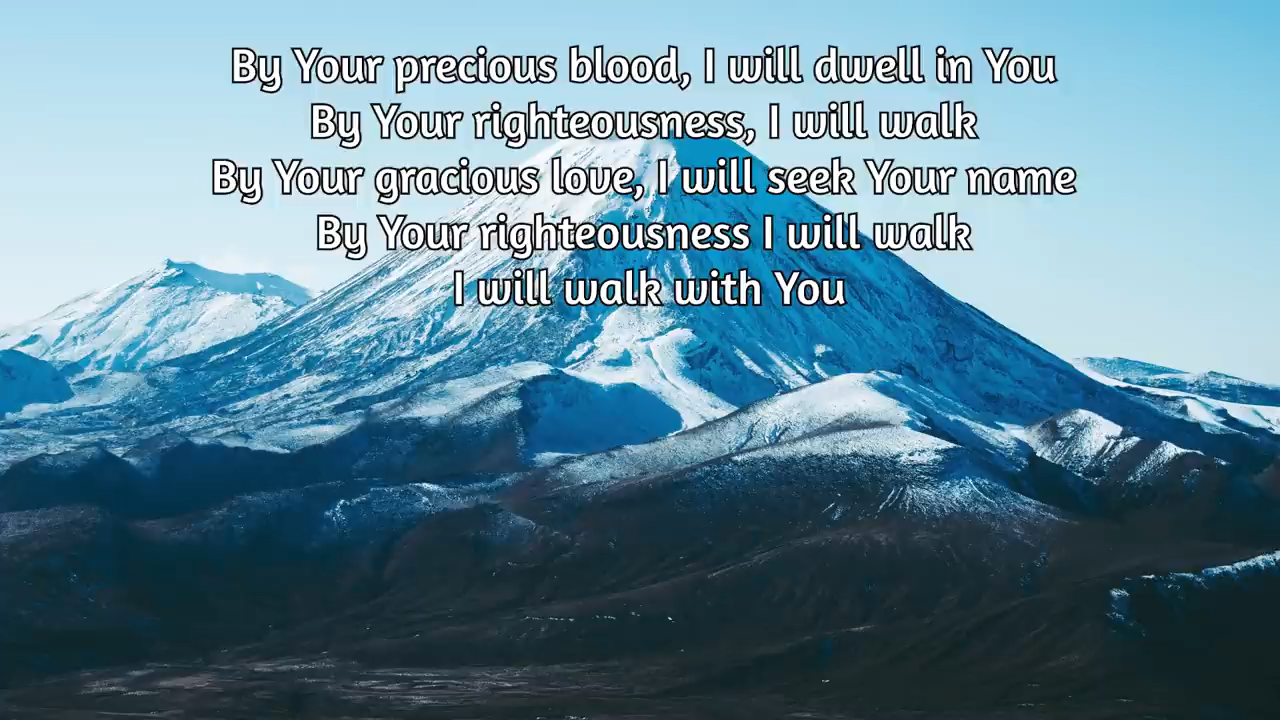 By Your precious blood, I will dwell in You
By Your righteousness, I will walk
By Your gracious love, I will seek Your name
By Your righteousness I will walk
I will walk with You